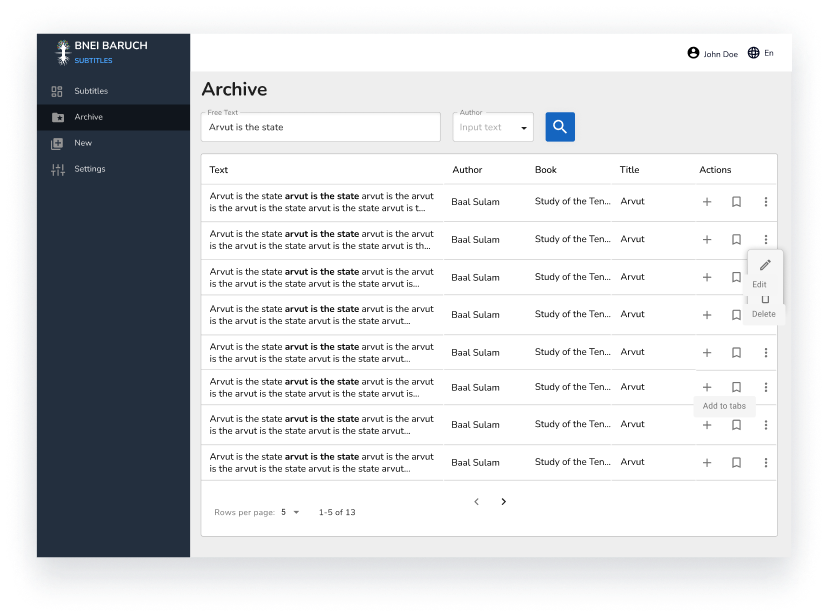 BNEI BARUCH
SUBTITLES
John Doe
En
Subtitles
Archive
New
Settings
Archive
Free Text
Arvut is the state
Author
Input text
Text Author Book Title Actions
Arvut is the state arvut is the state arvut is the arvut
is the arvut is the state arvut is the state arvut is t...
Baal Sulam Study of the Ten... Arvut
Arvut is the state arvut is the state arvut is the arvut
is the arvut is the state arvut is the state arvut is th...
Baal Sulam Study of the Ten... Arvut
Arvut is the state arvut is the state arvut is the arvut
is the arvut is the state arvut is the state arvut is...
Baal Sulam Study of the Ten... Arvut
Edit
Arvut is the state arvut is the state arvut is the arvut
is the arvut is the state arvut is the state arvut...
Baal Sulam Study of the Ten... Arvut
Delete
Arvut is the state arvut is the state arvut is the arvut
is the arvut is the state arvut is the state arvut...
Baal Sulam Study of the Ten... Arvut
Arvut is the state arvut is the state arvut is the arvut
is the arvut is the state arvut is the state arvut is...
Baal Sulam Study of the Ten... Arvut
Add to tabs
Arvut is the state arvut is the state arvut is the arvut
is the arvut is the state arvut is the state arvut...
Baal Sulam Study of the Ten... Arvut
Arvut is the state arvut is the state arvut is the arvut
is the arvut is the state arvut is the state arvut...
Baal Sulam Study of the Ten... Arvut
Rows per page: 5 1-5 of 13